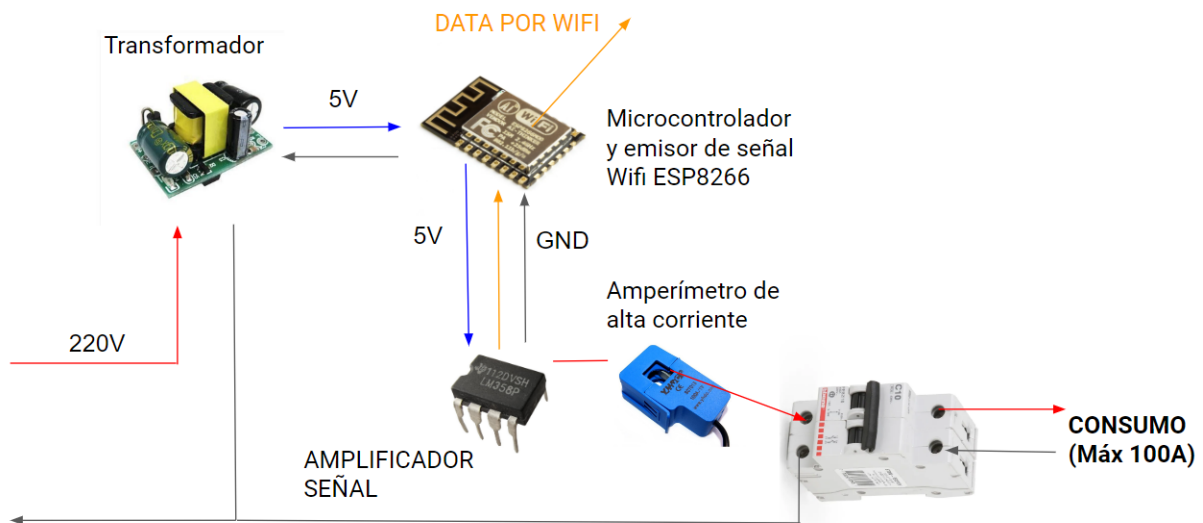 DATA POR WIFI
Transformador
5V
Microcontrolador
y emisor de señal
Wifi ESP8266
5V
GND
Amperímetro de
alta corriente
220V
LM358P
C10
CONSUMO
(Máx 100A)
AMPLIFICADOR
SEÑAL